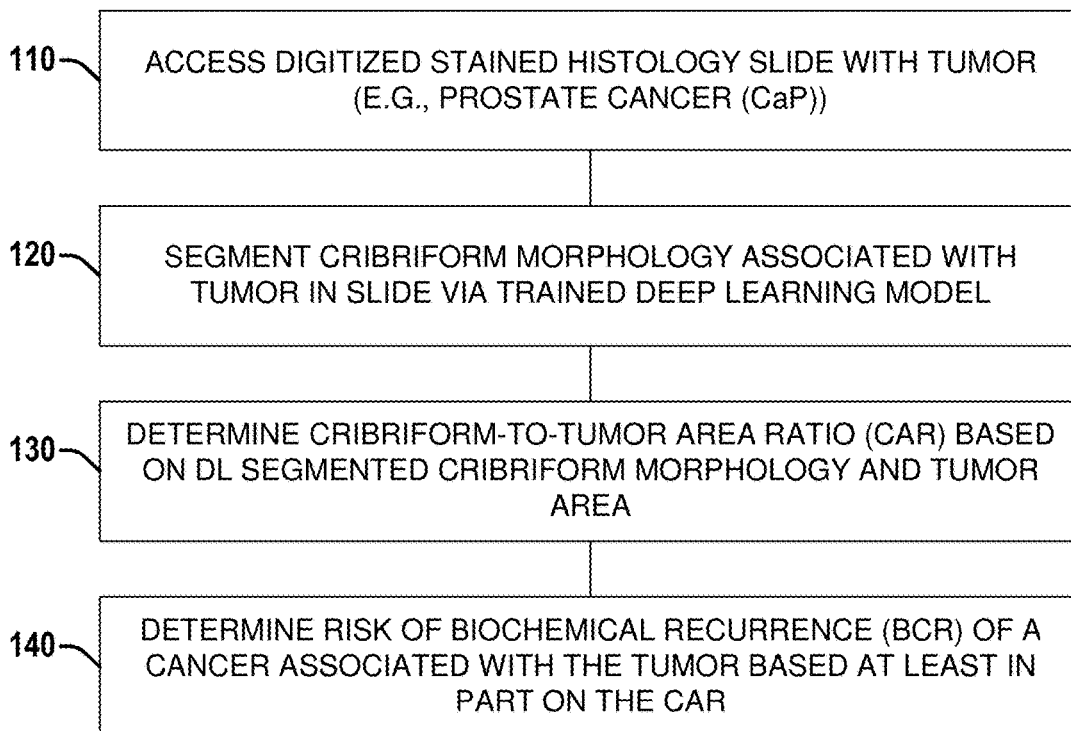 110
ACCESS DIGITIZED STAINED HISTOLOGY SLIDE WITH TUMOR
(E.G., PROSTATE CANCER (CaP))
120
SEGMENT CRIBRIFORM MORPHOLOGY ASSOCIATED WITH
TUMOR IN SLIDE VIA TRAINED DEEP LEARNING MODEL
130
DETERMINE CRIBRIFORM-TO-TUMOR AREA RATIO (CAR) BASED
ON DL SEGMENTED CRIBRIFORM MORPHOLOGY AND TUMOR
AREA
140
DETERMINE RISK OF BIOCHEMICAL RECURRENCE (BCR) OF A
CANCER ASSOCIATED WITH THE TUMOR BASED AT LEAST IN
PART ON THE CAR